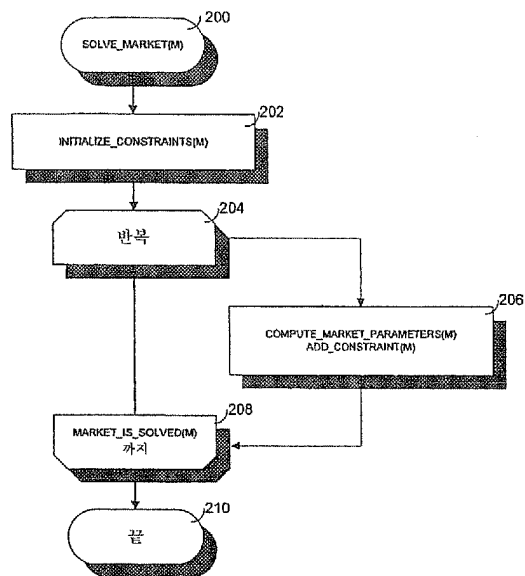 200
SOLVE_MARKET(M)
202
INITIALIZE_CONSTRAINTS(M)
204
반복
206
COMPUTE_MARKET_PARAMETERS(M)
ADD_CONSTRAINT(M)
208
MARKET_IS_SOLVED(M)
까지
210
끝